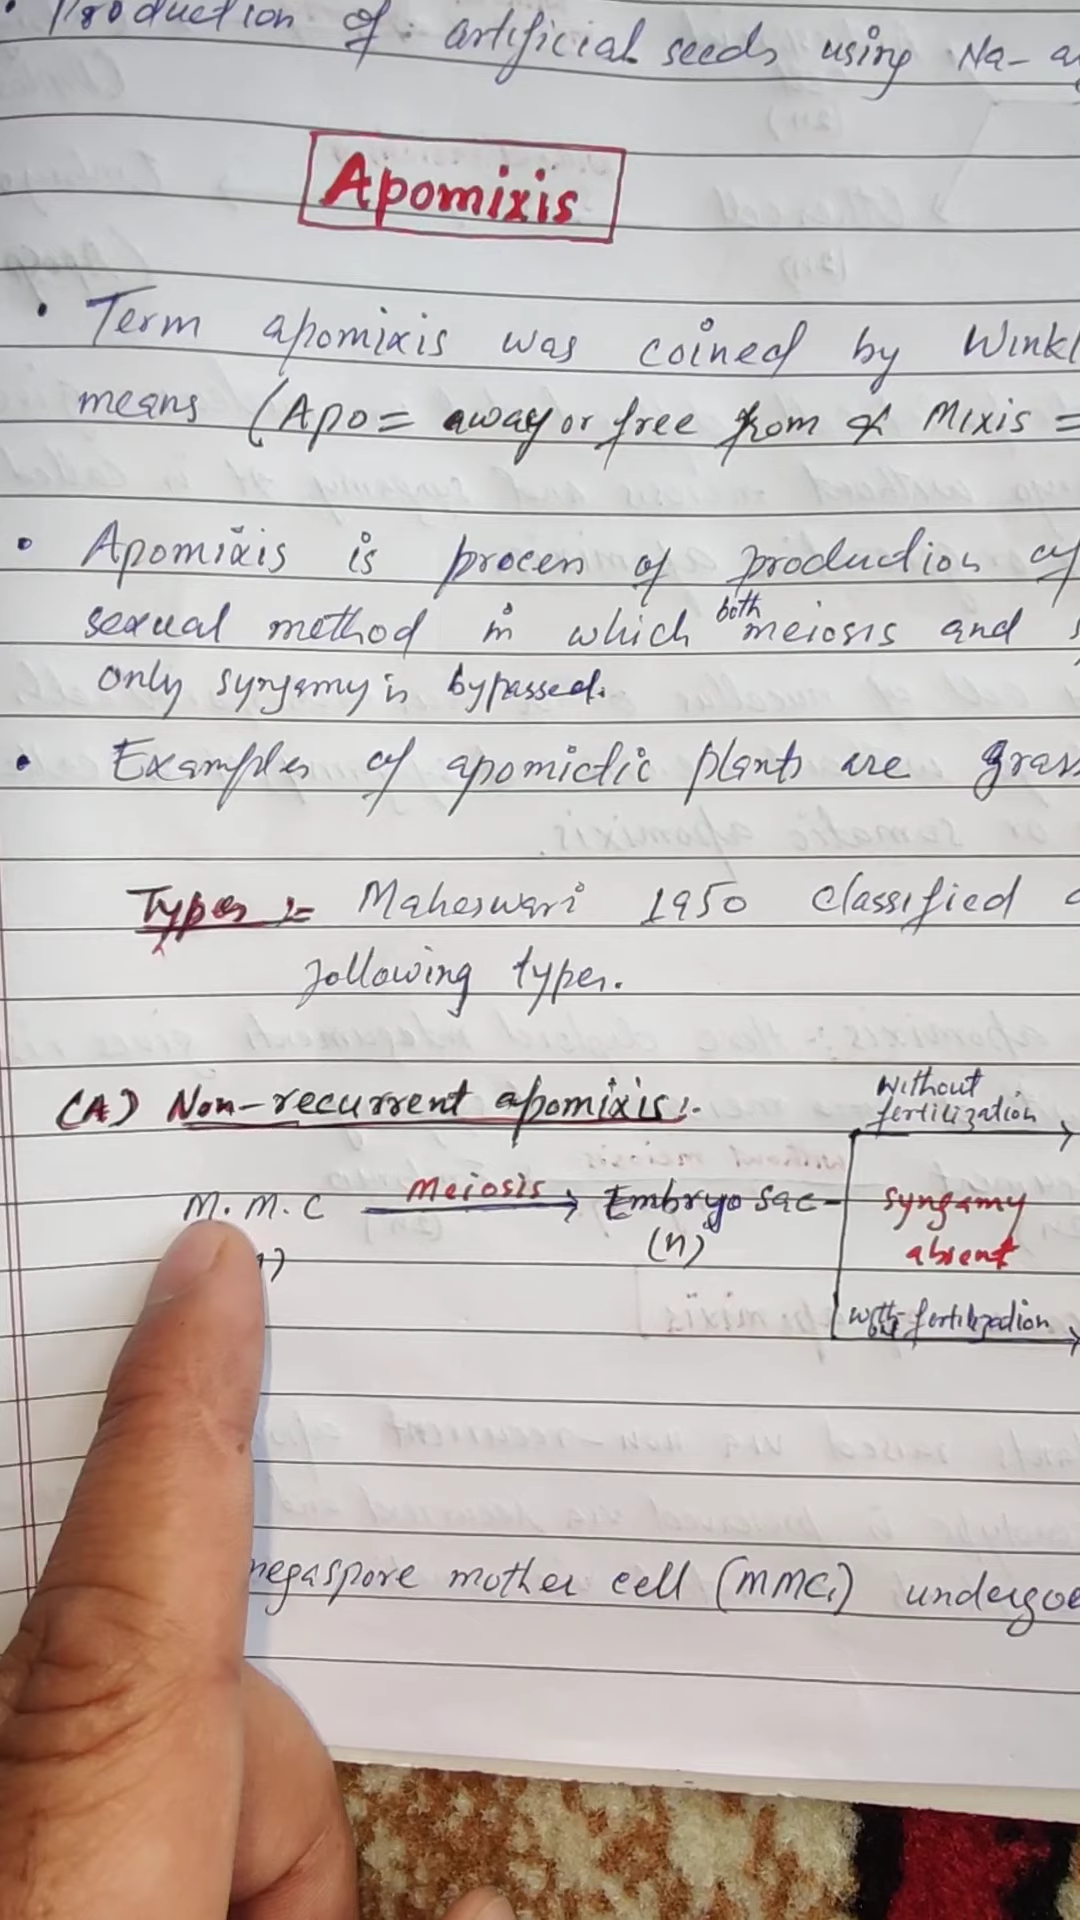 Production of: artificial seeds using Na-
Apomixis
• Term apomixis was coined by Winkl
means (Apo= away or free from & Mixis =
• Apomixis is process of production of
sexual method in which both meiosis and s
only syngamy is bypassed.
• Examples of apomictic plants are grass
Types := Maheswari 1950 classified a
following types.
(A) Non-recurrent apomixis:-
Without
fertilization
M.M.C Meiosis Embryo sac
(n)
syngamy
absent
without fertilization
megaspore mother cell (MMC) undergoe